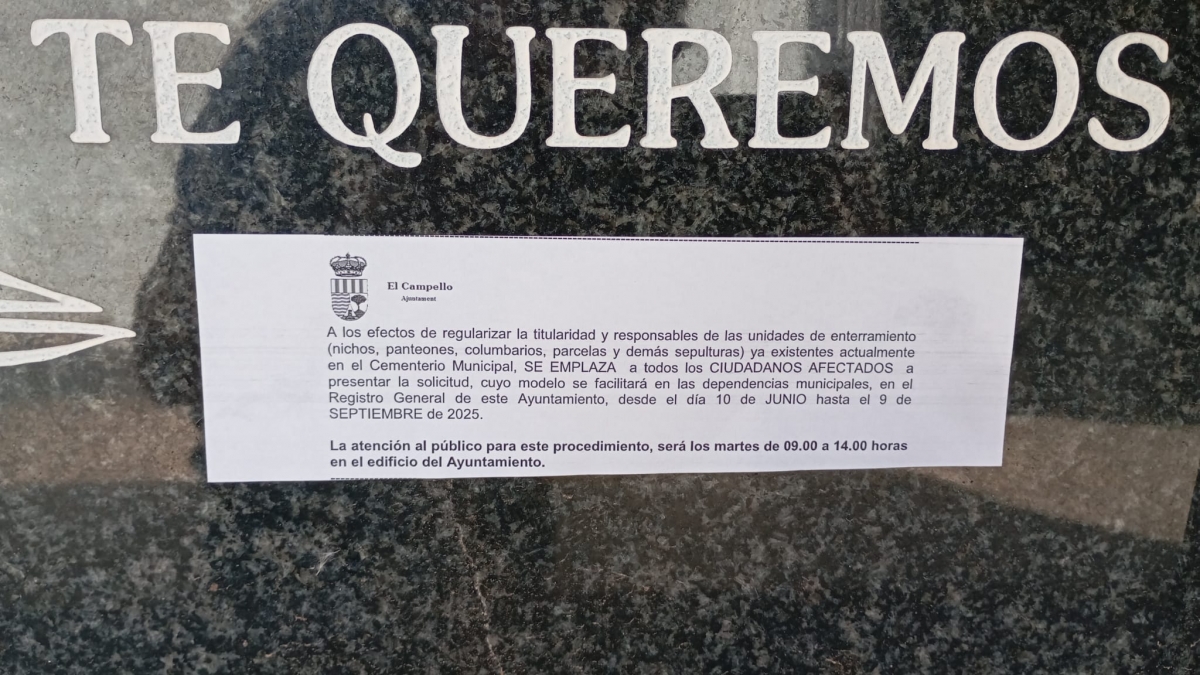 TE QUEREMOS
El Campello
Ajuntament
A los efectos de regularizar la titularidad y responsables de las unidades de enterramiento
(nichos, panteones, columbarios, parcelas y demás sepulturas) ya existentes actualmente
en el Cementerio Municipal, SE EMPLAZA a todos los CIUDADANOS AFECTADOS a
presentar la solicitud, cuyo modelo se facilitará en las dependencias municipales, en el
Registro General de este Ayuntamiento, desde el día 10 de JUNIO hasta el 9 de
SEPTIEMBRE de 2025.
La atención al público para este procedimiento, será los martes de 09.00 a 14.00 horas
en el edificio del Ayuntamiento.